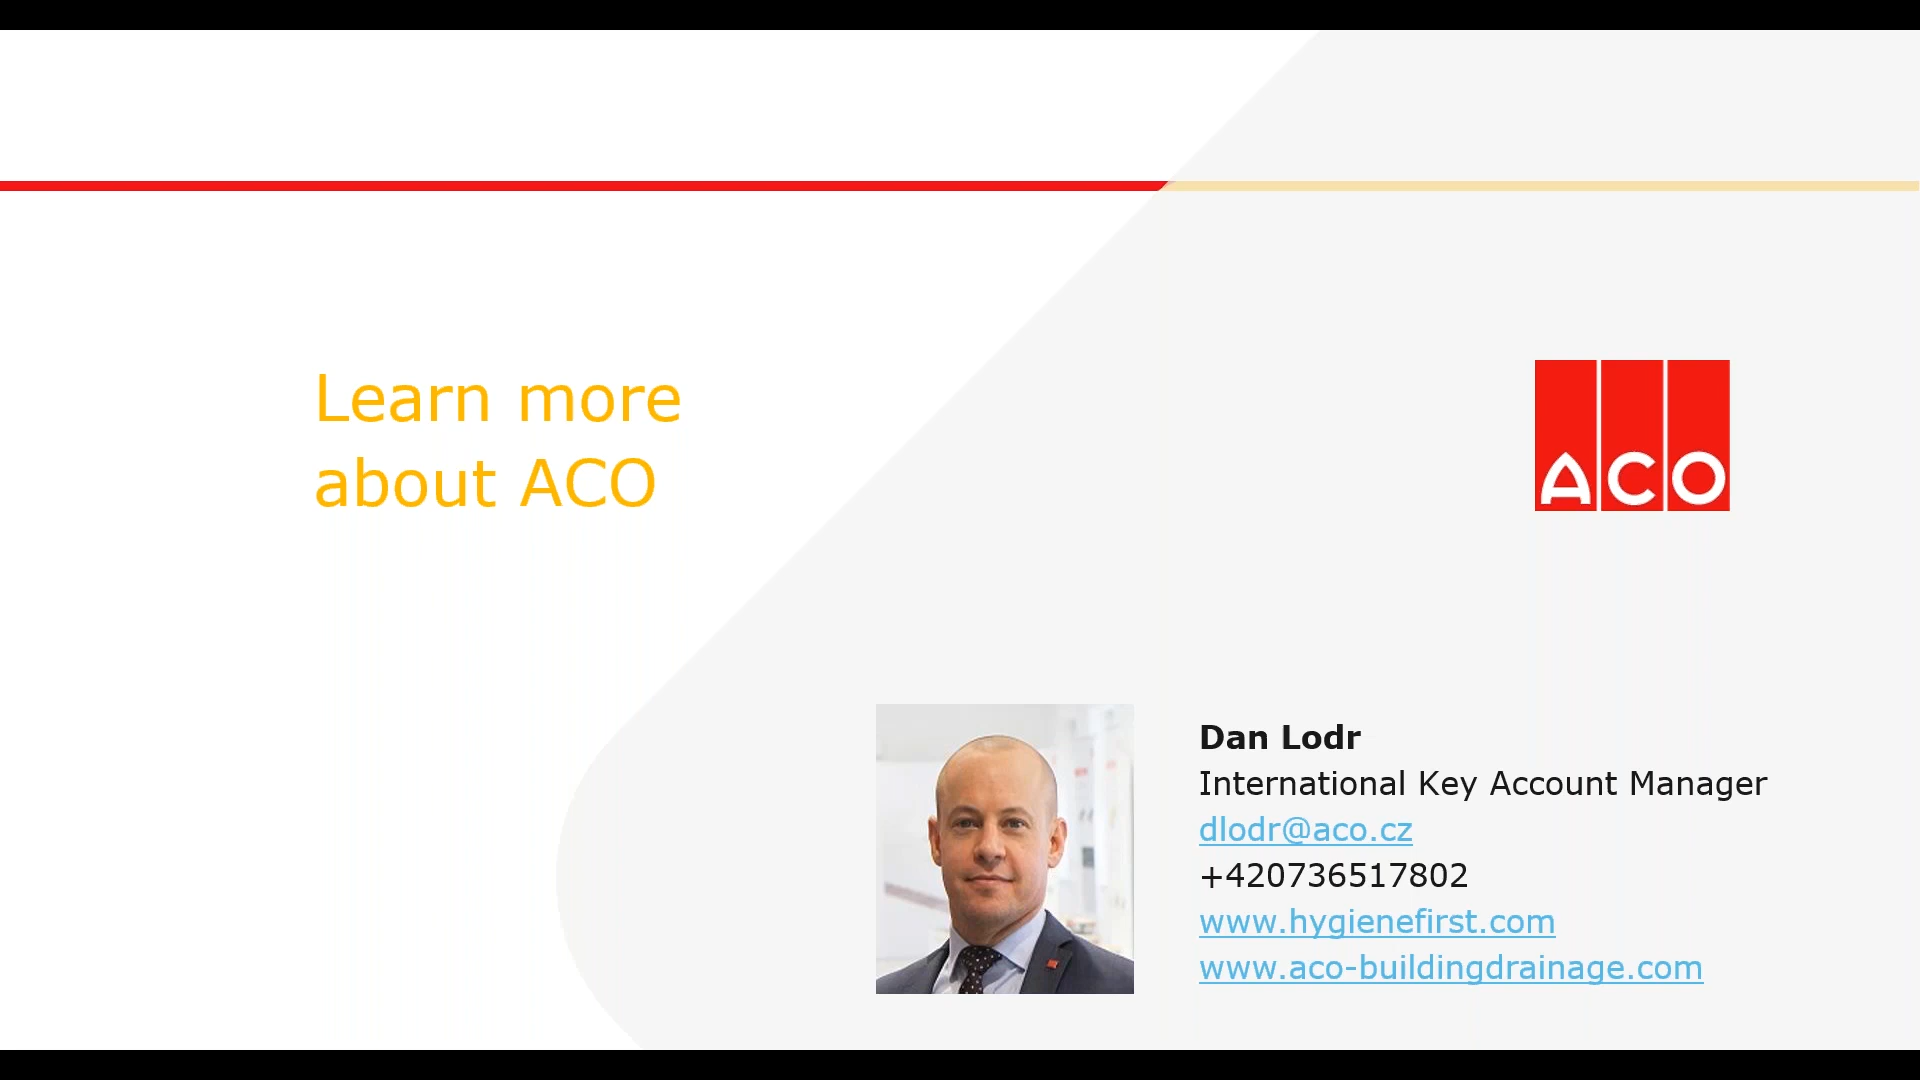 Learn more
about ACO
ACO
Dan Lodr
International Key Account Manager
dlodr@aco.cz
+420736517802
www.hygienefirst.com
www.aco-buildingdrainage.com